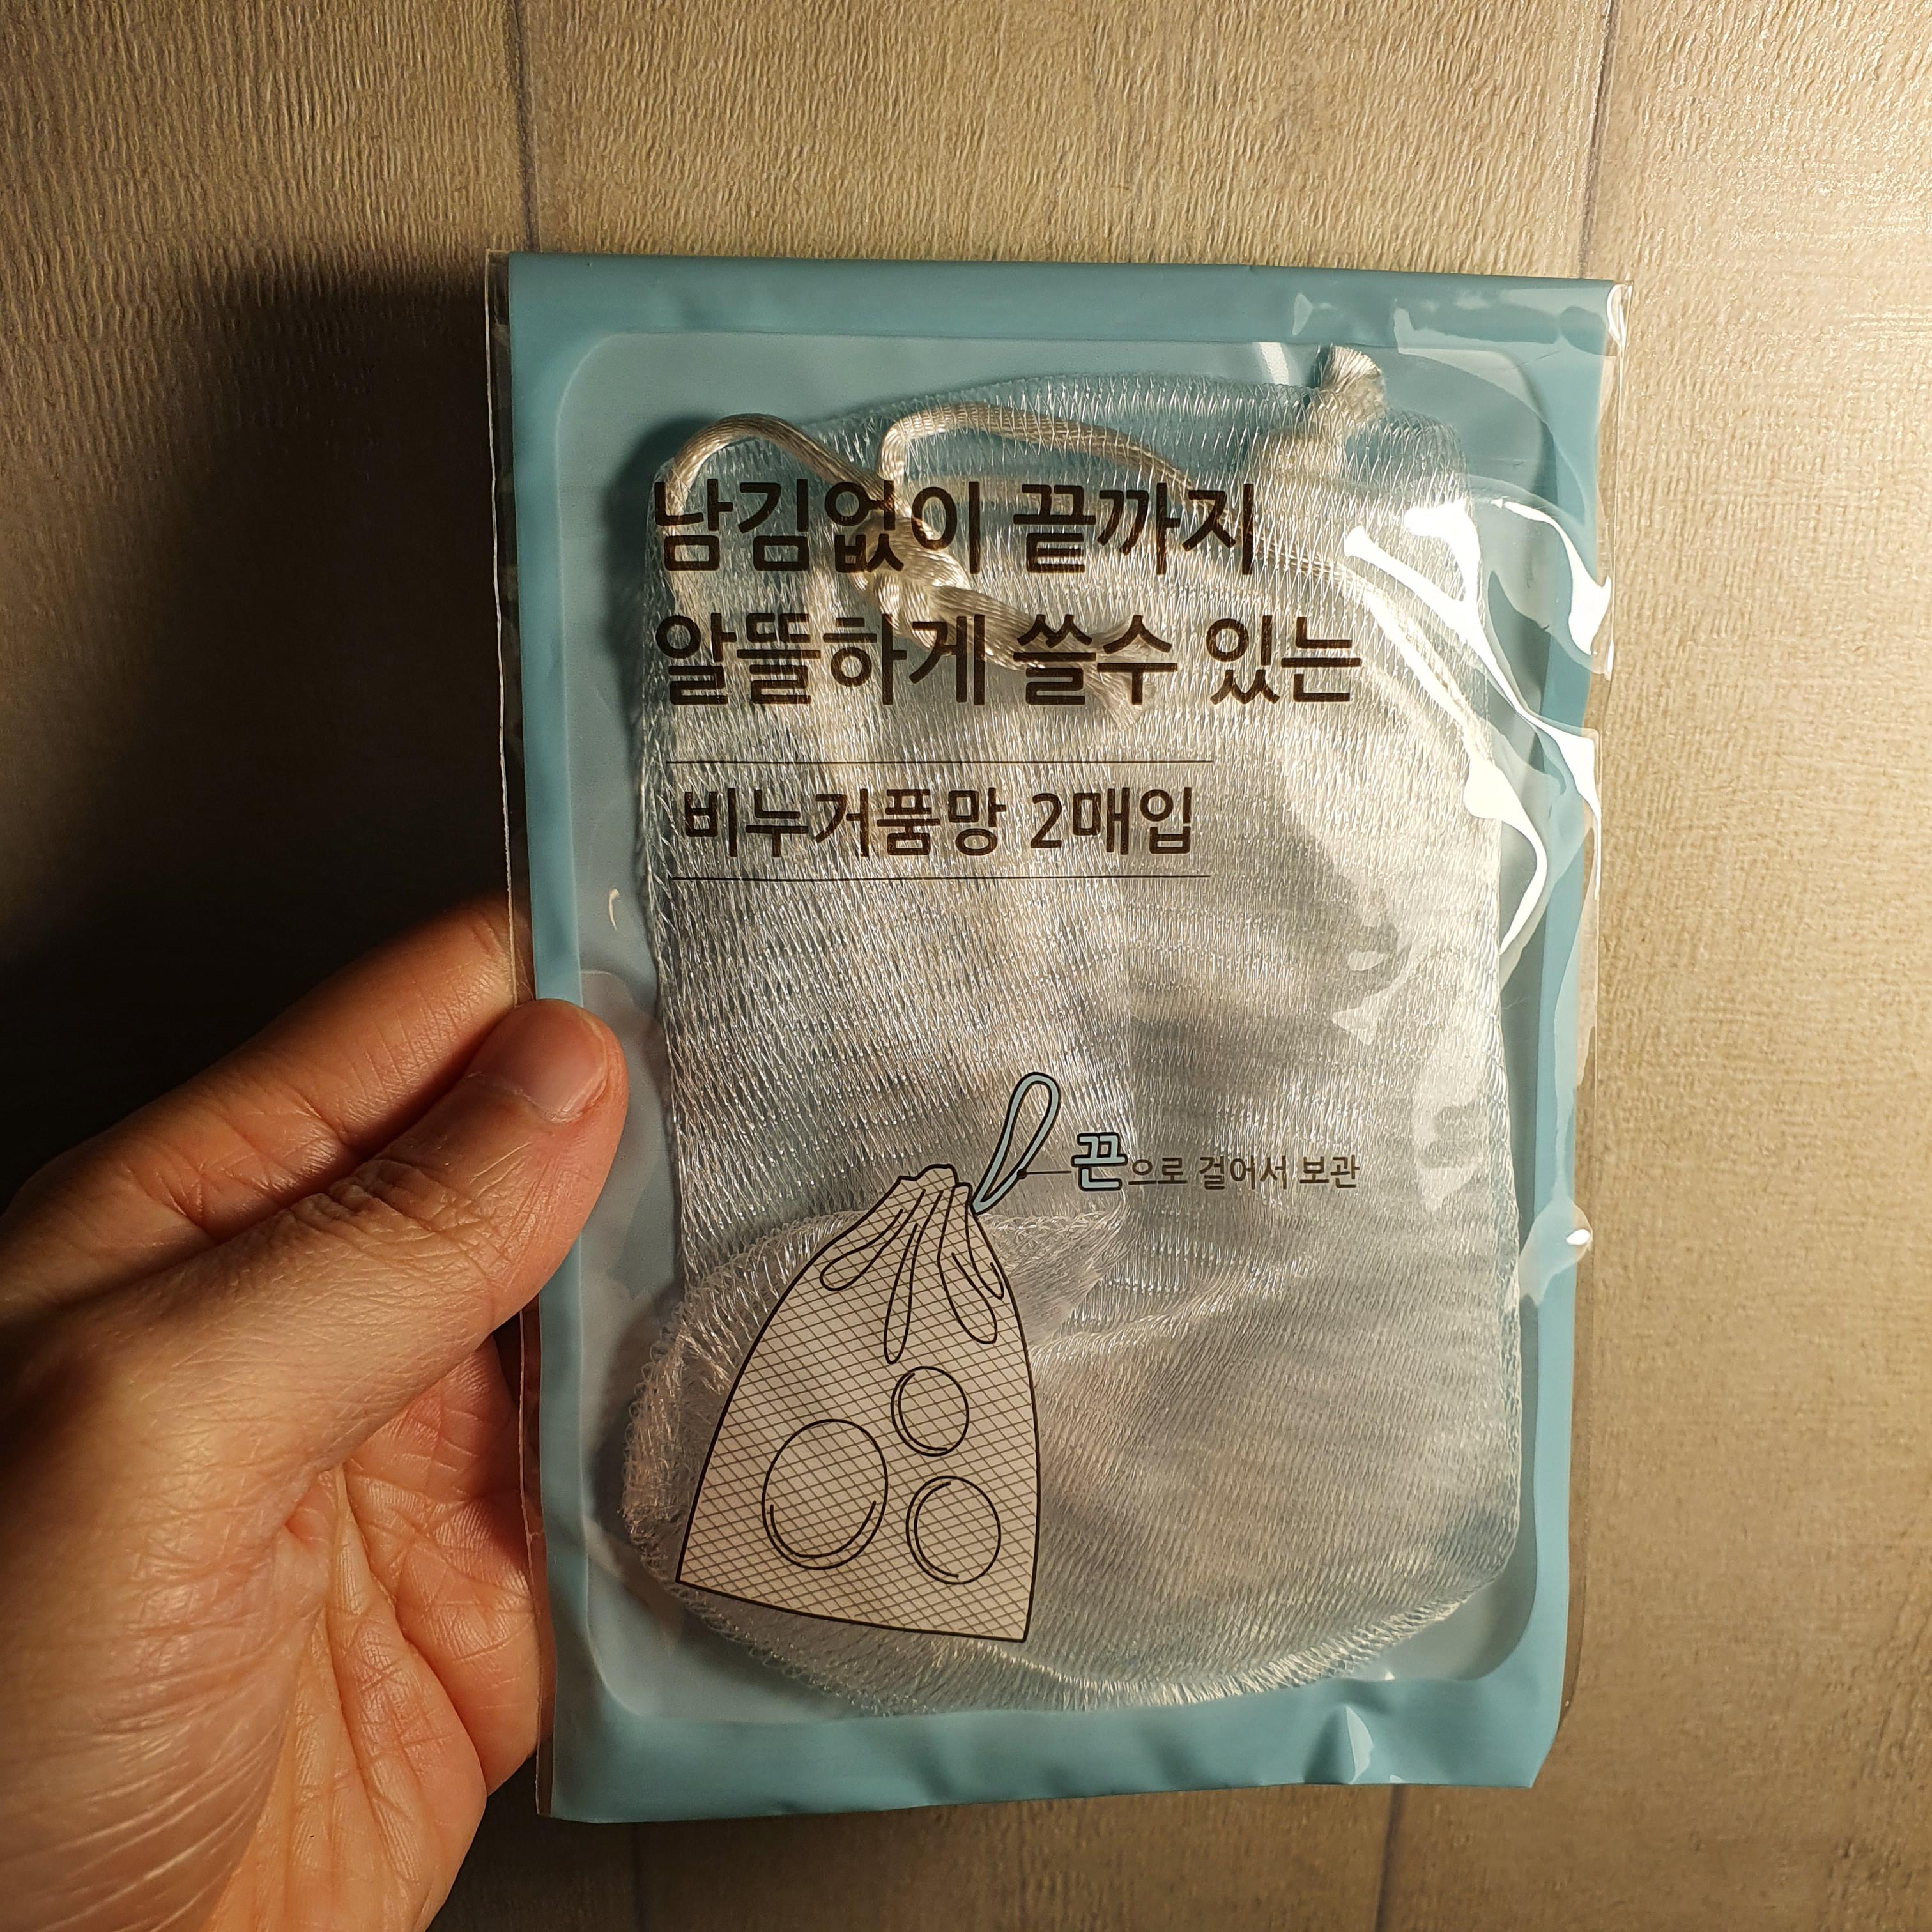 남김없이 끝까지
알뜰하게 쓸수 있는
비누거품망 2매입
끈으로 걸어서 보관